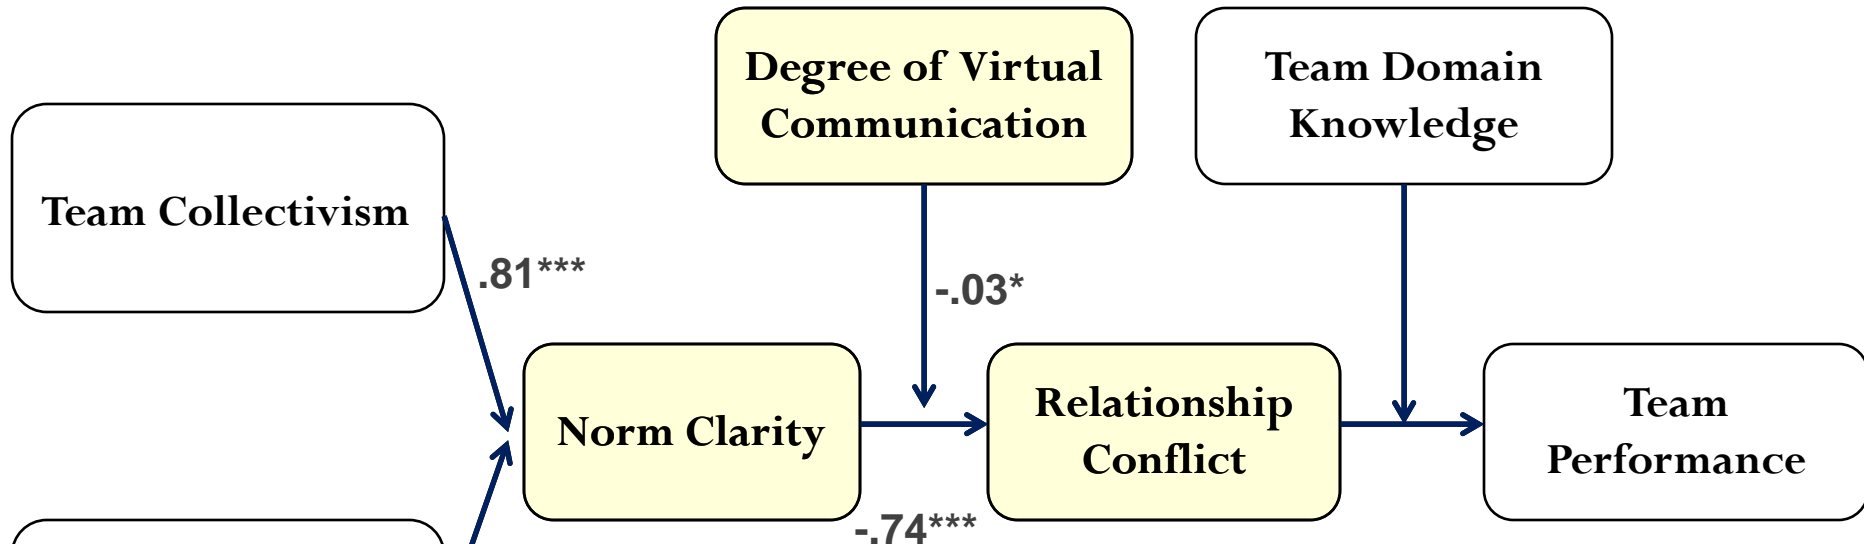 Degree of Virtual
Communication
Team Domain
Knowledge
Team Collectivism
.81***
-.03*
Norm Clarity
Relationship
Conflict
Team
Performance
-.74***